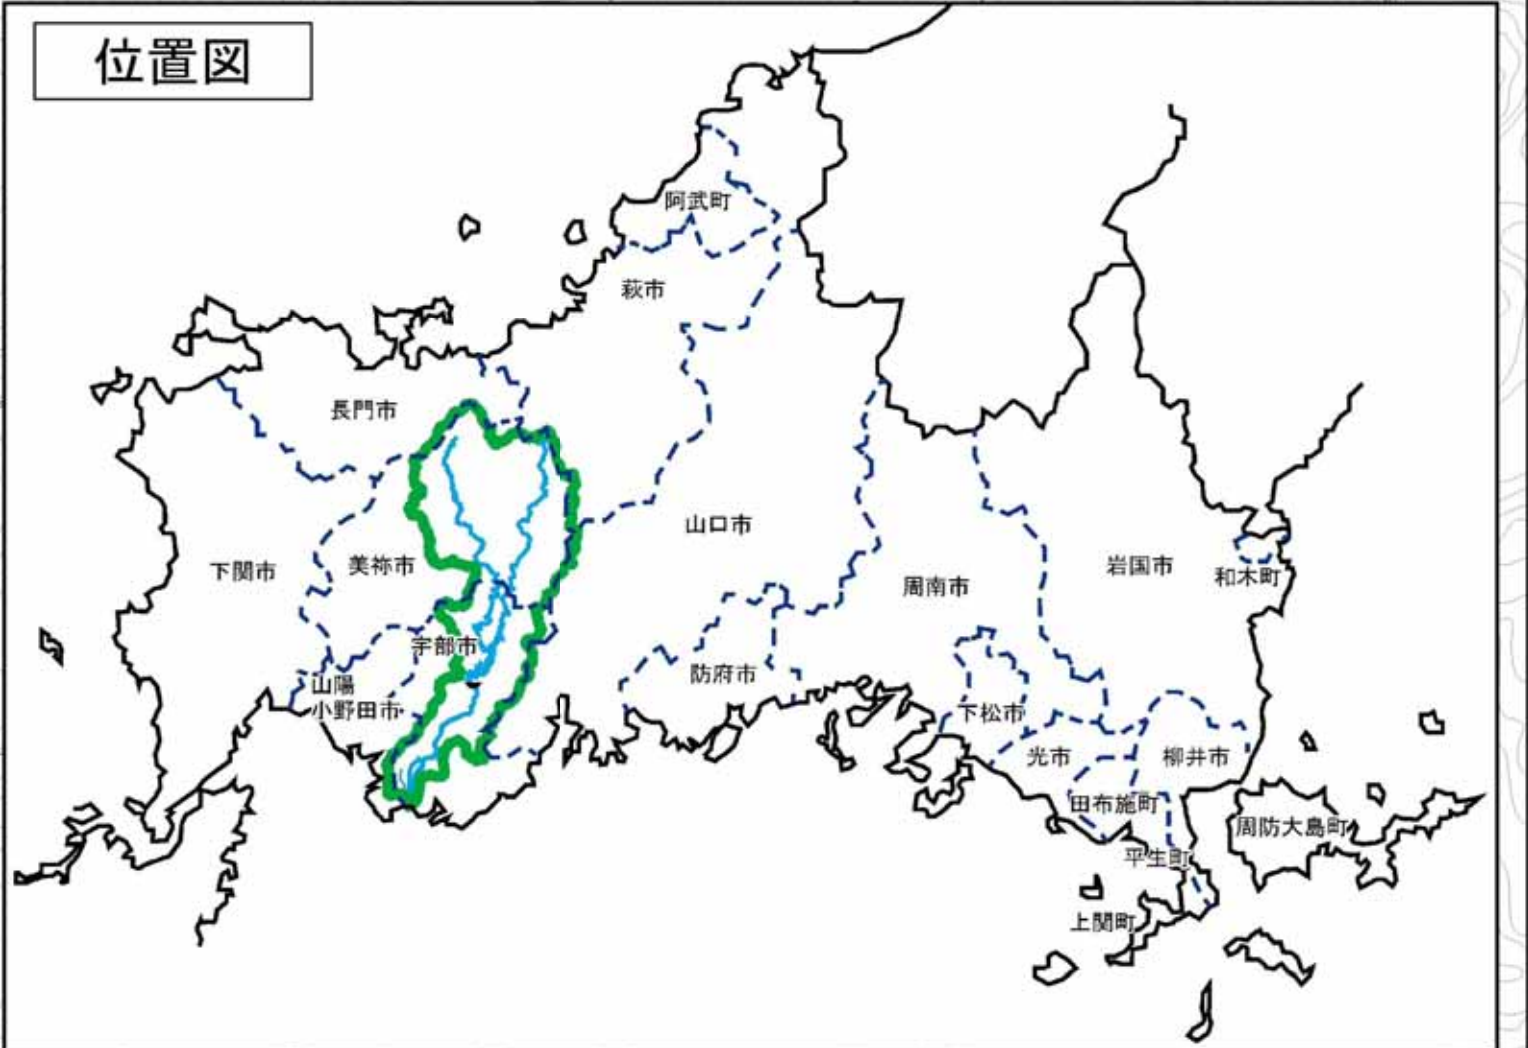 位置図
阿武町
萩市
長門市
山口市
下関市
美祢市
周南市
岩国市
和木町
宇部市
防府市
山陽
小野田市
下松市
光市
柳井市
田布施町
周防大島町
平生町
上関町